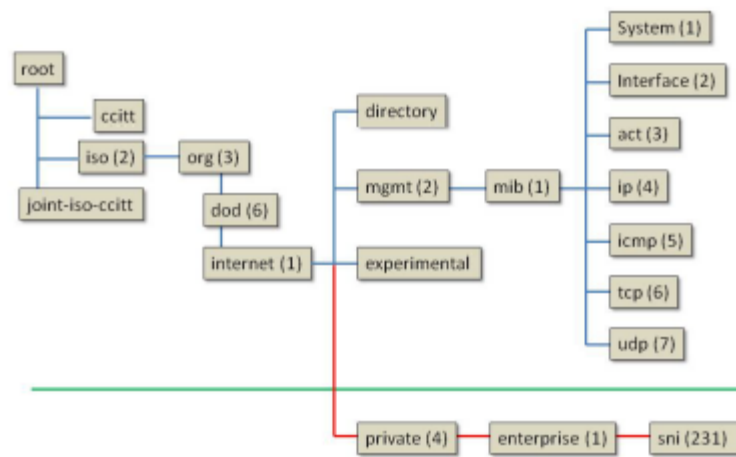 root
ccitt
iso (2)
org (3)
joint-iso-ccitt
dod (6)
internet (1)
directory
mgmt (2)
mib (1)
experimental
System (1)
Interface (2)
act (3)
ip (4)
icmp (5)
tcp (6)
udp (7)
private (4)
enterprise (1)
sni (231)